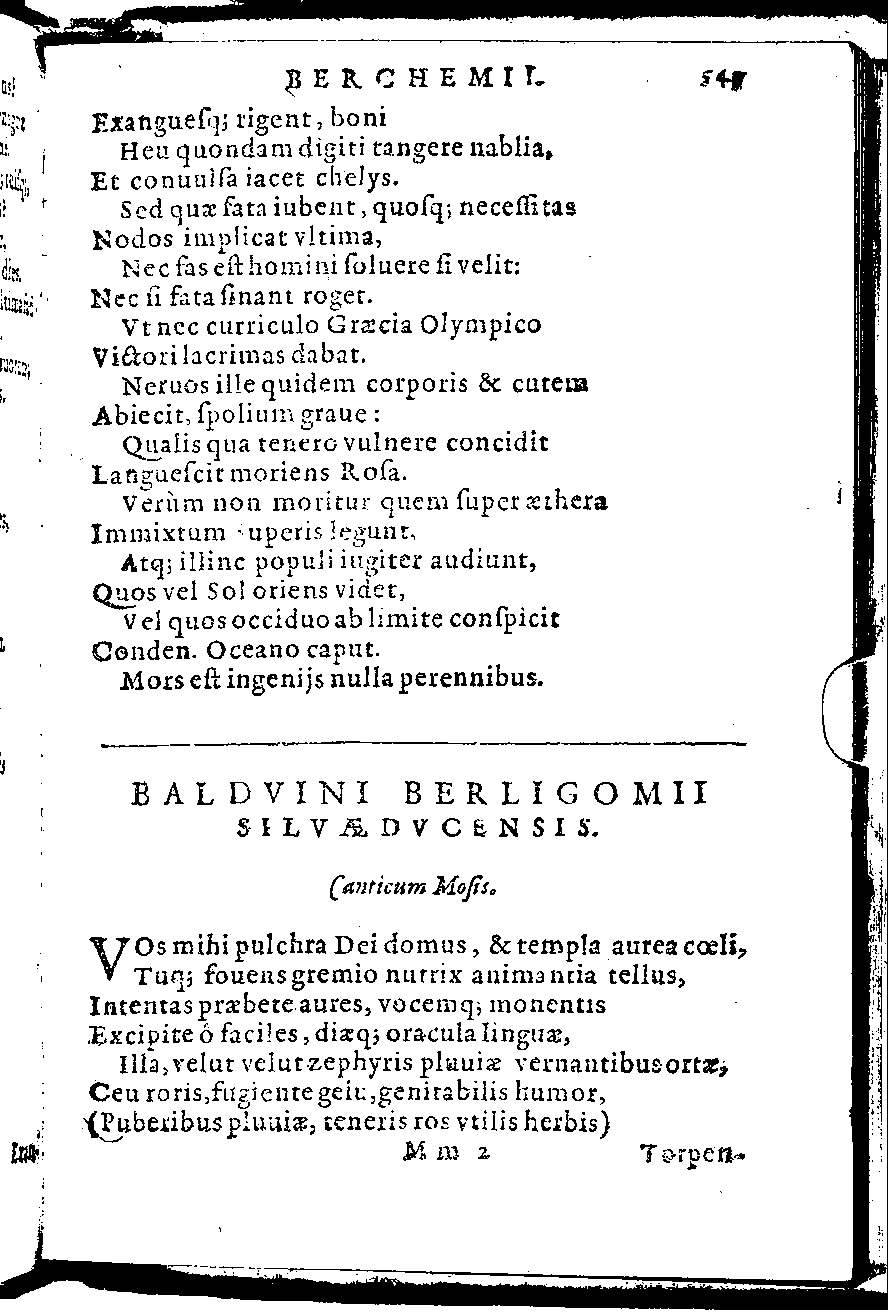 BERCHEMII. 547
Exanguesq; rigent, boni
Heu quondam digiti tangere nablia,
Et conuulsa iacet chelys.
Sed quæ fata iubent, quosq; necessitas
Nodos implicat vltima,
Nec fas est homini soluere si velit:
Nec si fata sinant roget.
Vt nec curriculo Græcia Olympico
Victori lacrimas dabat.
Neruos ille quidem corporis & cutem
Abiecit, spolium graue:
Qualis qua tenero vulnere concidit
Languescit moriens Rosa.
Verùm non moritur quem super æthera
Immixtum uperis legunt,
Atq; illinc populi iugiter audiunt,
Quos vel Sol oriens videt,
Vel quos occiduo ab limite conspicit
Conden. Oceano caput.
Mors est ingenijs nulla perennibus.
BALDVINI BERLIGOMII
SILVÆDVCENSIS.
Canticum Mosis.
VOs mihi pulchra Dei domus, & templa aurea cœli,
Tuq; fouens gremio nutrix animantia tellus,
Intentas præbete aures, vocemq; monentis
Excipite ô faciles, diæq; oracula linguæ,
Illa, velut velut zephyris pluuiæ vernantibus ortæ,
Ceu roris, fugiente gelu, genitabilis humor,
(Puberibus pluuiæ, teneris ros vtilis herbis)
M m 2 Torpen-